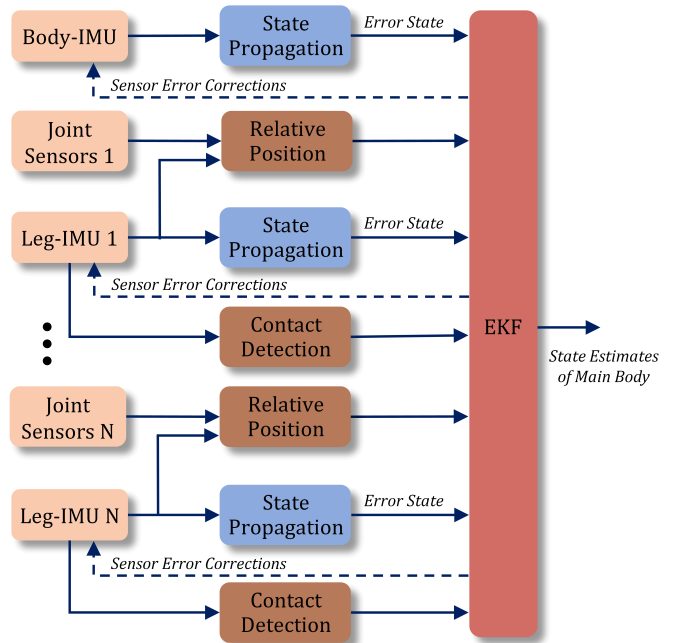 Body-IMU
State
Propagation
Error State
Sensor Error Corrections
Joint
Sensors 1
Relative
Position
Leg-IMU 1
State
Propagation
Error State
Sensor Error Corrections
Contact
Detection
EKF
State Estimates
of Main Body
Joint
Sensors N
Relative
Position
Leg-IMU N
State
Propagation
Error State
Sensor Error Corrections
Contact
Detection